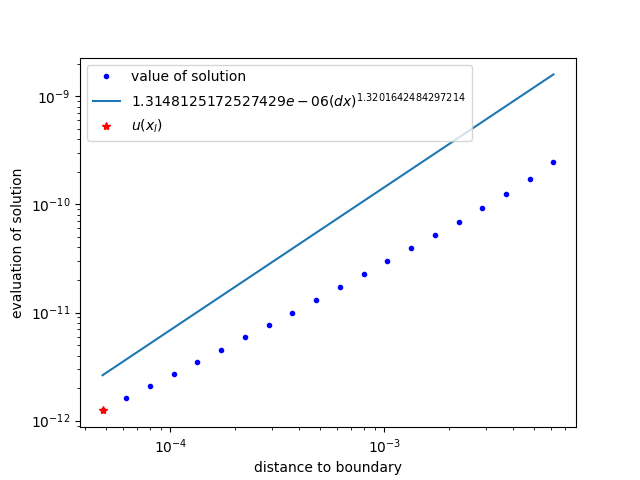 value of solution
1.3148125172527429e − 06(dx)^1.3201642484297214
u(x_l)
10^−9
10^−10
10^−11
10^−12
evaluation of solution
10^−4
10^−3
distance to boundary